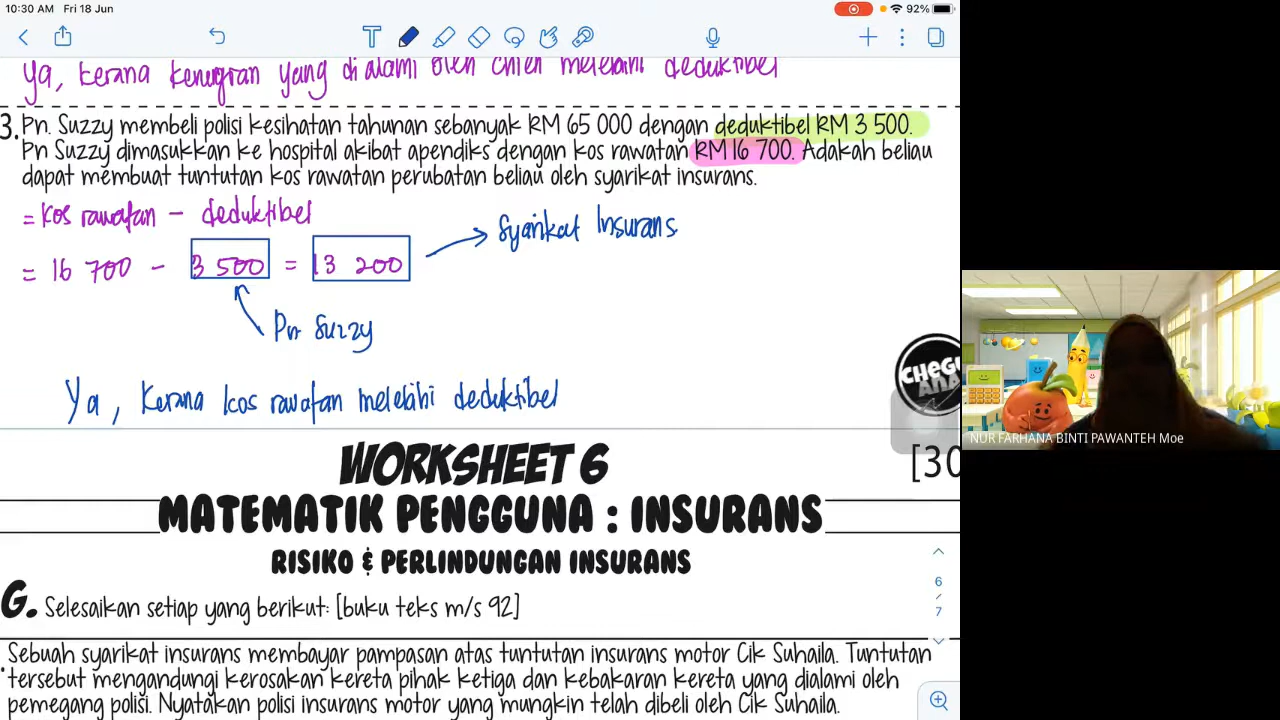 10:30 AM Fri 18 Jun
92%
Ya, kerana kerugian yang dialami oleh melebihi deduktibel
3. Pn. Suzzy membeli polisi kesihatan tahunan sebanyak RM 65 000 dengan deduktibel RM 3 500.
Pn Suzzy dimasukkan ke hospital akibat apendiks dengan kos rawatan RM 16 700. Adakah beliau
dapat membuat tuntutan kos rawatan perubatan beliau oleh syarikat insurans.
= kos rawatan - deduktibel
Syarikat Insurans
= 16 700 - 3 500 = 13 200
Pn Suzzy
Ya, kerana kos rawatan melebihi deduktibel
CHEGU
ANA
[30
WORKSHEET 6
MATEMATIK PENGGUNA : INSURANS
RISIKO & PERLINDUNGAN INSURANS
6
/
7
G. Selesaikan setiap yang berikut: [buku teks m/s 92]
Sebuah syarikat insurans membayar pampasan atas tuntutan insurans motor Cik Suhaila. Tuntutan
tersebut mengandungi kerosakan kereta pihak ketiga dan kebakaran kereta yang dialami oleh
pemegang polisi. Nyatakan polisi insurans motor yang mungkin telah dibeli oleh Cik Suhaila.
NUR FARHANA BINTI PAWANTEH Moe